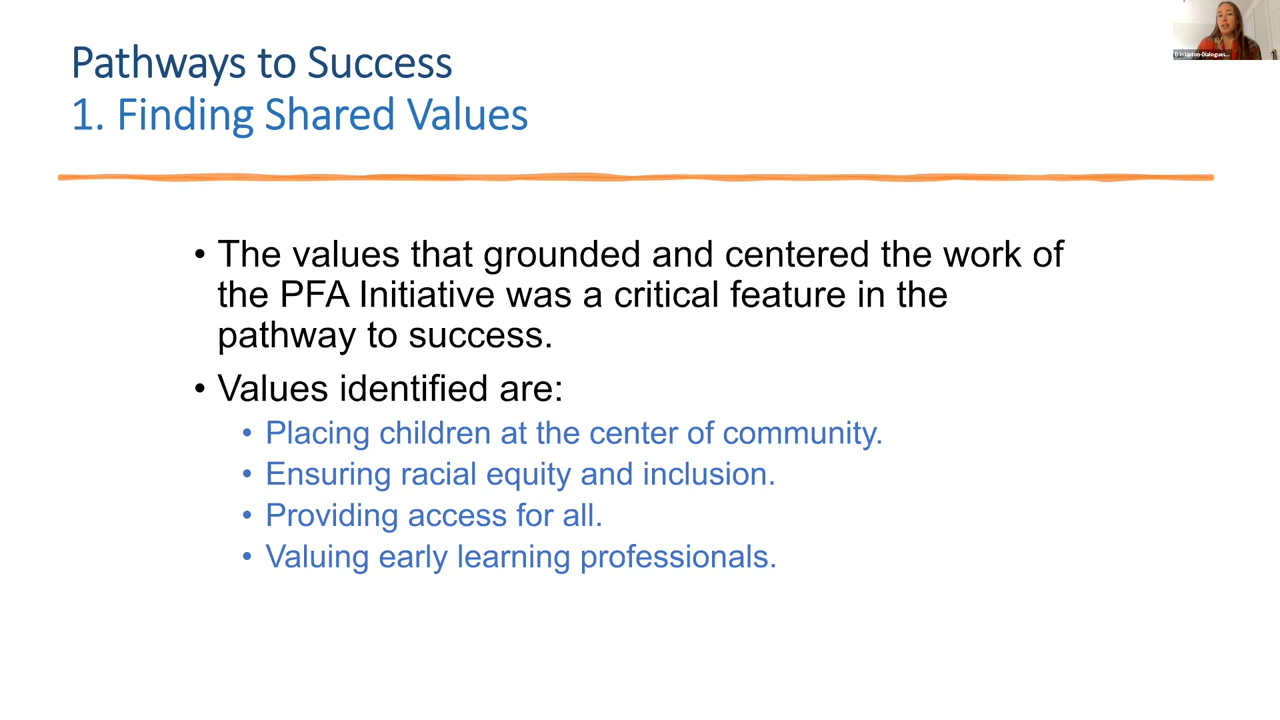 Pathways to Success
1. Finding Shared Values
• The values that grounded and centered the work of
the PFA Initiative was a critical feature in the
pathway to success.
• Values identified are:
• Placing children at the center of community.
• Ensuring racial equity and inclusion.
• Providing access for all.
• Valuing early learning professionals.